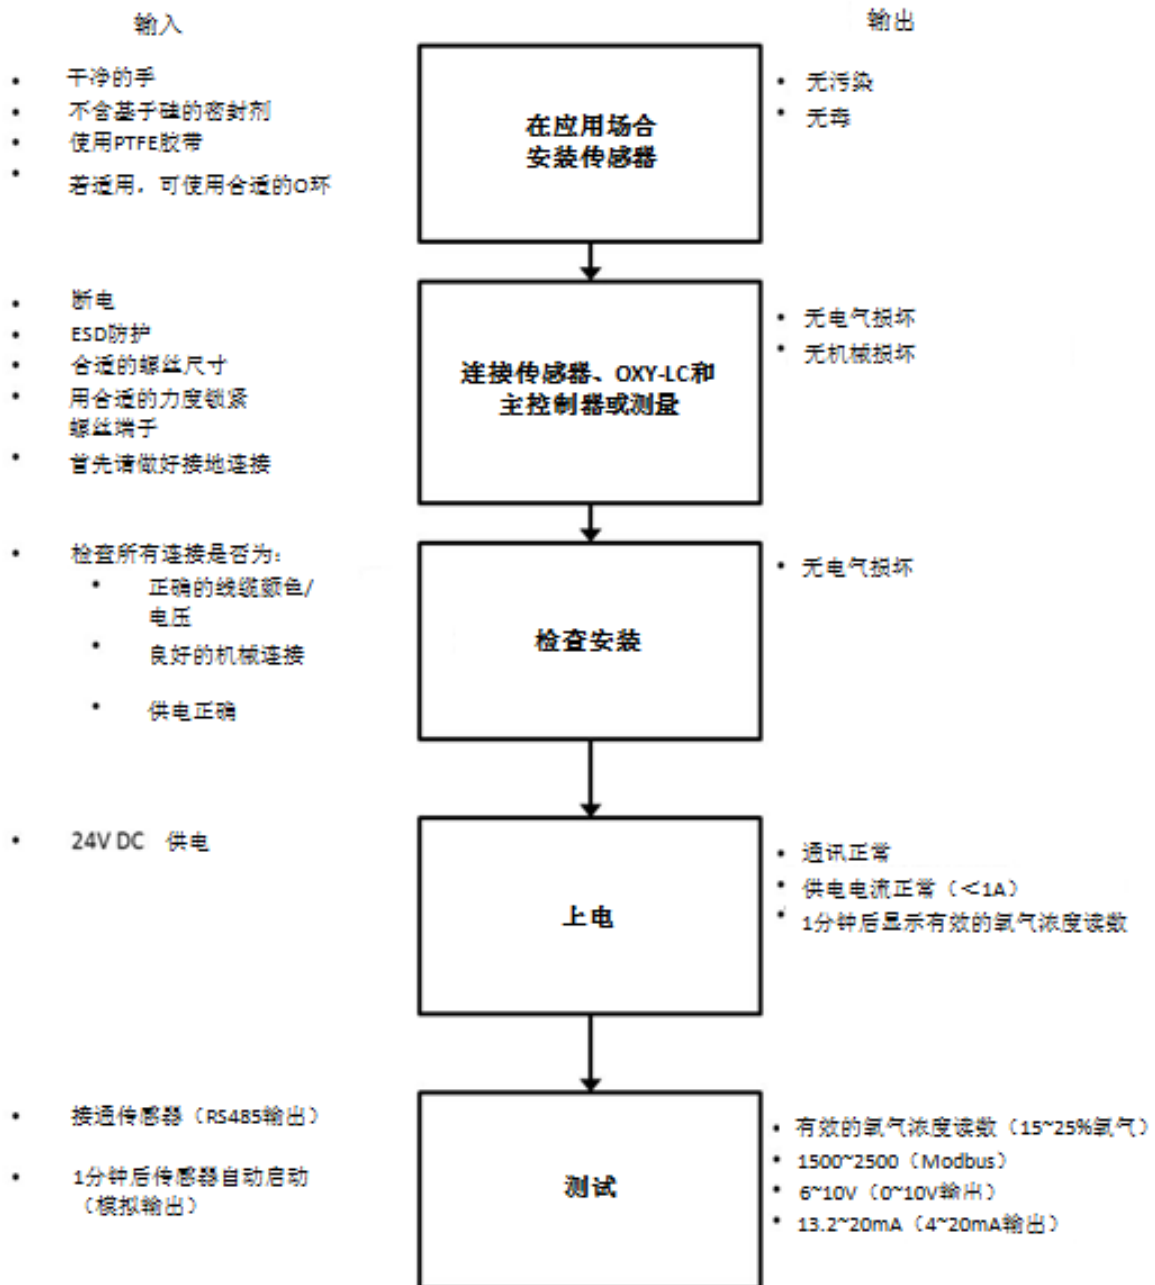 输入
输出
• 干净的手
• 不含基于硅的密封剂
• 使用PTFE胶带
• 若适用，可使用合适的O环
在应用场合
安装传感器
• 无污染
• 无毒
• 断电
• ESD防护
• 合适的螺丝尺寸
• 用合适的力度锁紧
螺丝端子
• 首先请做好接地连接
连接传感器、OXY-LC和
主控制器或测量
• 无电气损坏
• 无机械损坏
• 检查所有连接是否为：
• 正确的线缆颜色/
电压
• 良好的机械连接
• 供电正确
检查安装
• 无电气损坏
• 24V DC 供电
上电
• 通讯正常
• 供电电流正常（＜1A）
• 1分钟后显示有效的氧气浓度读数
• 接通传感器（RS485输出）
• 1分钟后传感器自动启动
（模拟输出）
测试
• 有效的氧气浓度读数（15~25%氧气）
• 1500~2500（Modbus）
• 6~10V（0~10V输出）
• 13.2~20mA（4~20mA输出）